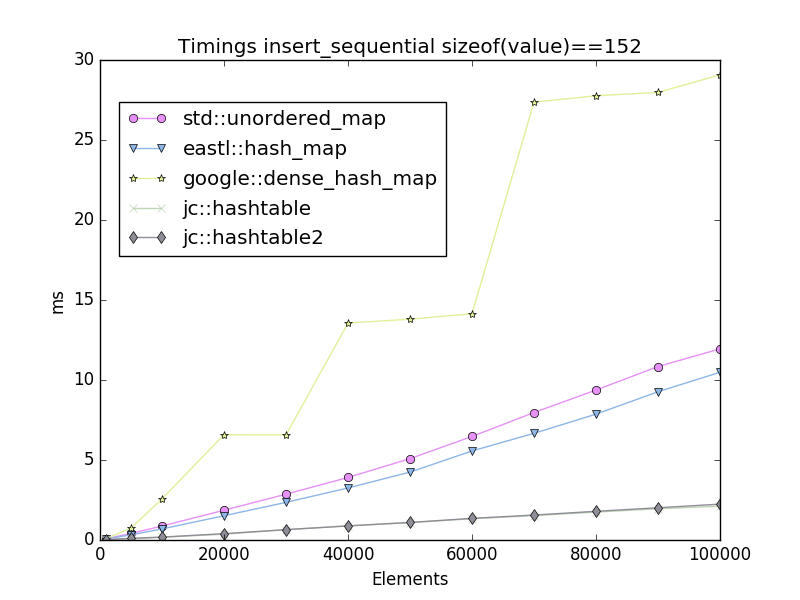 Timings insert_sequential sizeof(value)==152
30
25
20
15
10
5
0
ms
std::unordered_map
eastl::hash_map
google::dense_hash_map
jc::hashtable
jc::hashtable2
0 20000 40000 60000 80000 100000
Elements